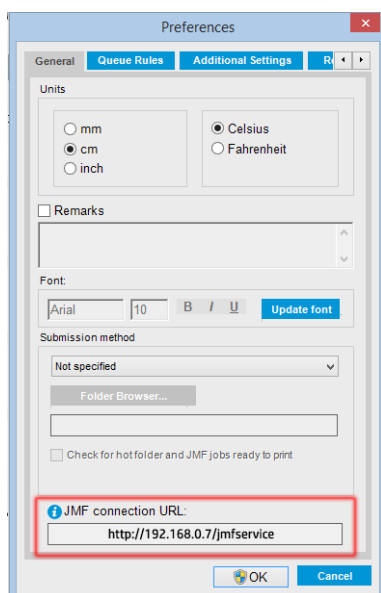 Preferences
General Queue Rules Additional Settings
Units
mm
cm
inch
Celsius
Fahrenheit
Remarks
Font:
Arial 10 B I U Update font
Submission method
Not specified
Folder Browser...
Check for hot folder and JMF jobs ready to print
JMF connection URL:
http://192.168.0.7/jmfservice
OK Cancel